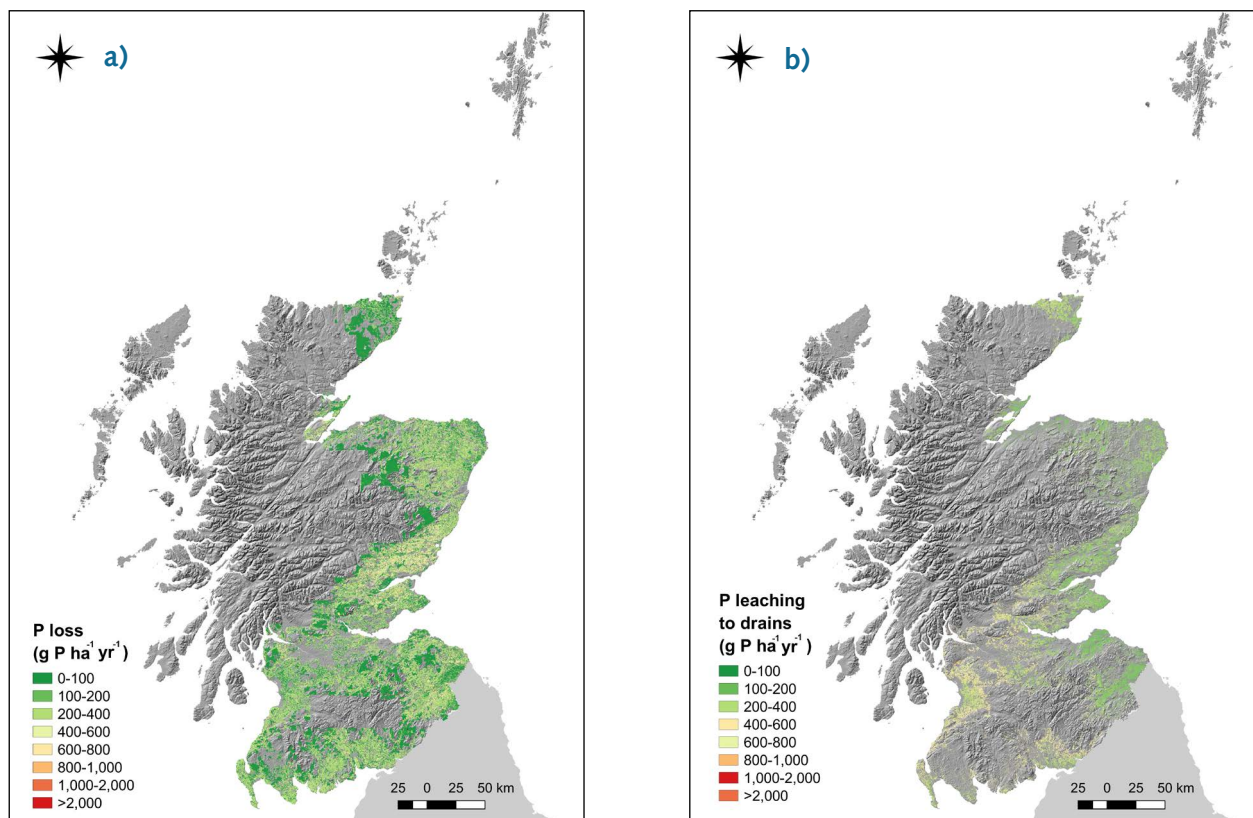 a)
P loss
(g P ha⁻¹ yr⁻¹)
0-100
100-200
200-400
400-600
600-800
800-1,000
1,000-2,000
>2,000
25 0 25 50 km
b)
P leaching
to drains
(g P ha⁻¹yr⁻¹)
0-100
100-200
200-400
400-600
600-800
800-1,000
1,000-2,000
>2,000
25 0 25 50 km